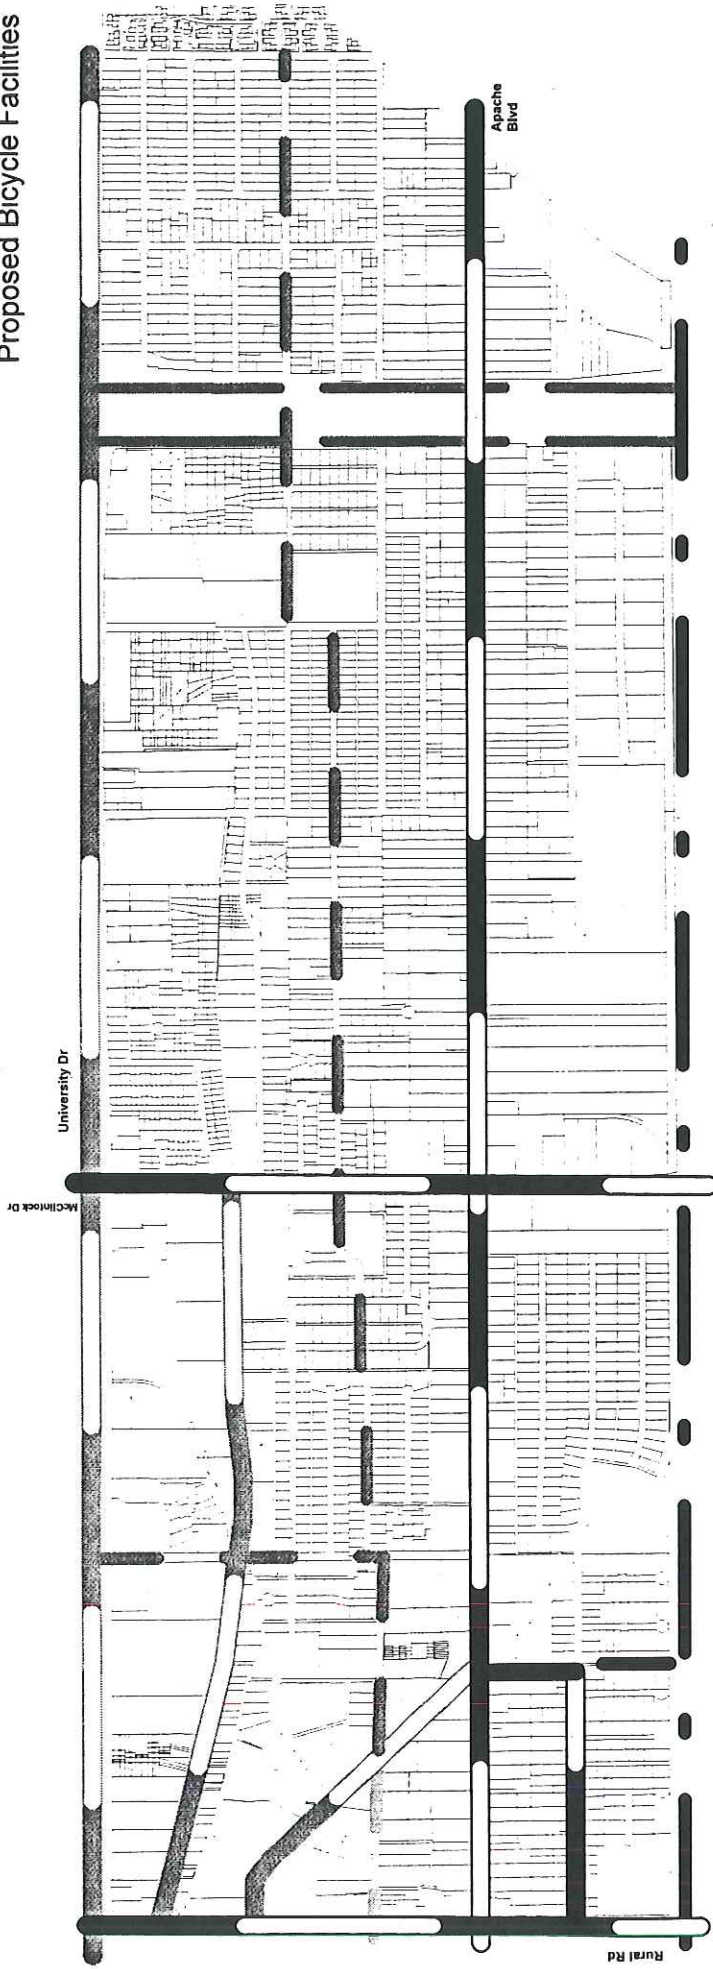 Proposed Bicycle Facilities
Apache
Blvd
University Dr
McClintock Dr
Rural Rd